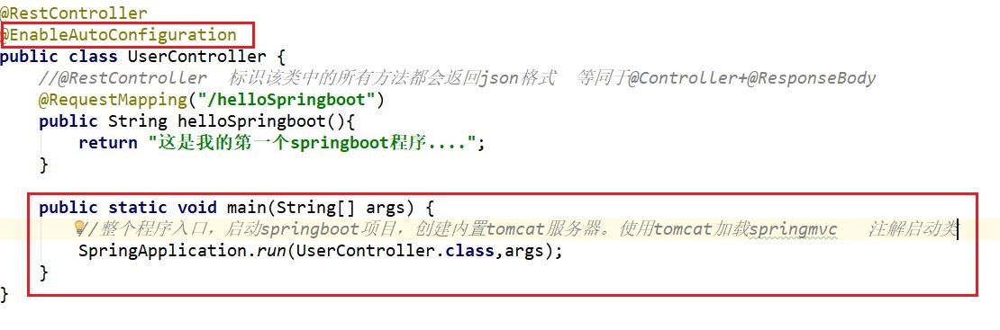 @RestController
@EnableAutoConfiguration
public class UserController {
//@RestController 标识该类中的所有方法都会返回json格式 等同于@Controller+@ResponseBody
@RequestMapping("/helloSpringboot")
public String helloSpringboot(){
return "这是我的第一个springboot程序....";
}
public static void main(String[] args) {
//整个程序入口，启动springboot项目，创建内置tomcat服务器。使用tomcat加载springmvc 注解启动类
SpringApplication.run(UserController.class,args);
}
}